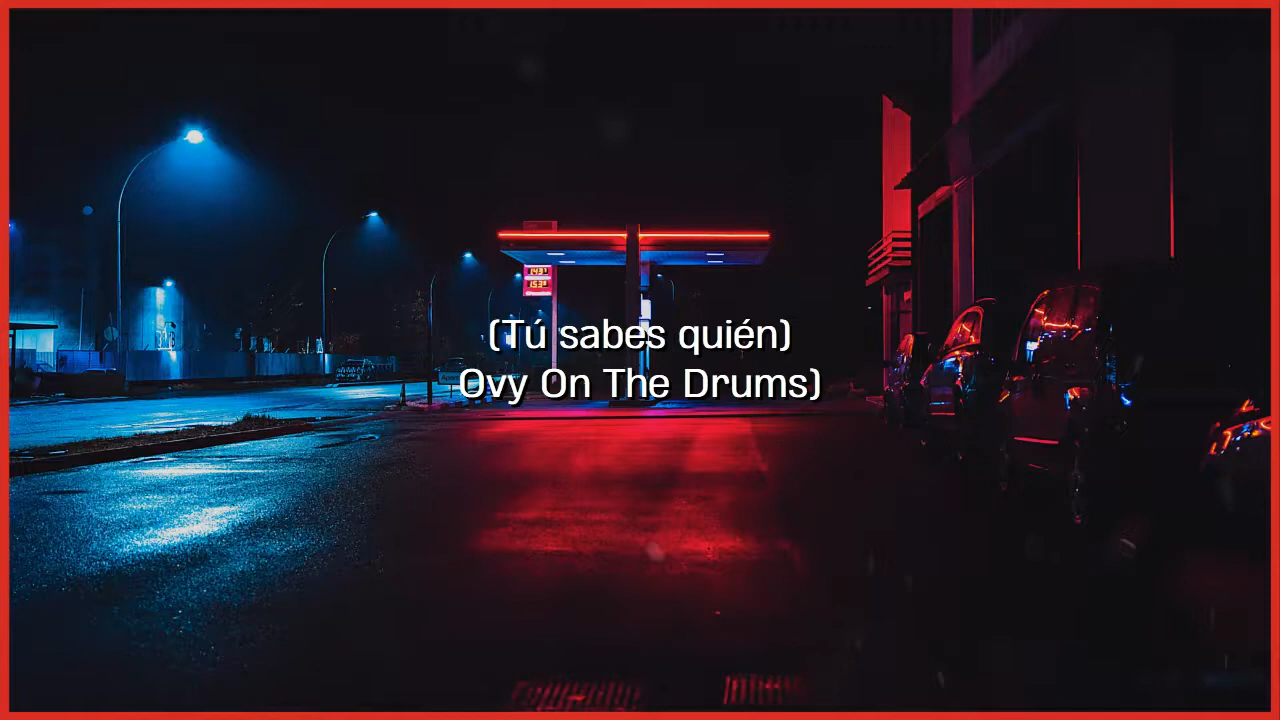 (Tú sabes quién)
Ovy On The Drums)